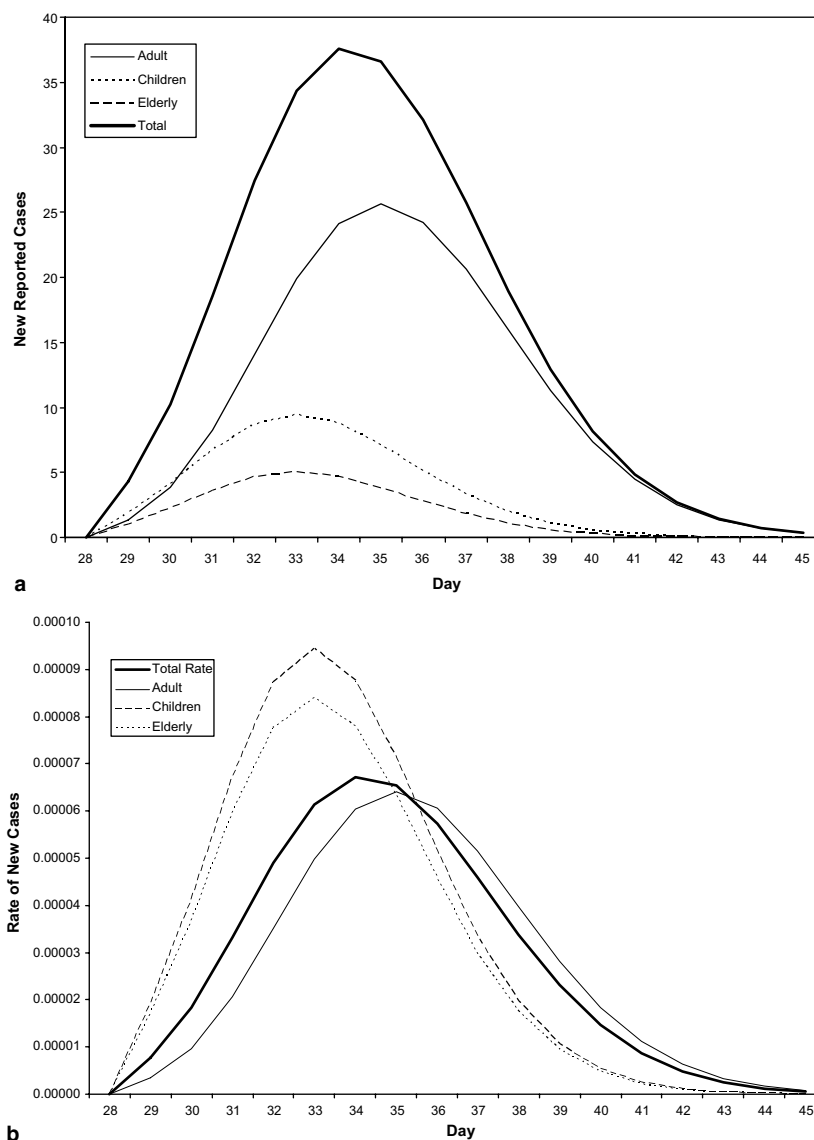 40
35
30
25
20
15
10
5
0
New Reported Cases
Adult
Children
Elderly
Total
28 29 30 31 32 33 34 35 36 37 38 39 40 41 42 43 44 45
Day
a
0.00010
0.00009
0.00008
0.00007
0.00006
0.00005
0.00004
0.00003
0.00002
0.00001
0.00000
Rate of New Cases
Total Rate
Adult
Children
Elderly
28 29 30 31 32 33 34 35 36 37 38 39 40 41 42 43 44 45
Day
b